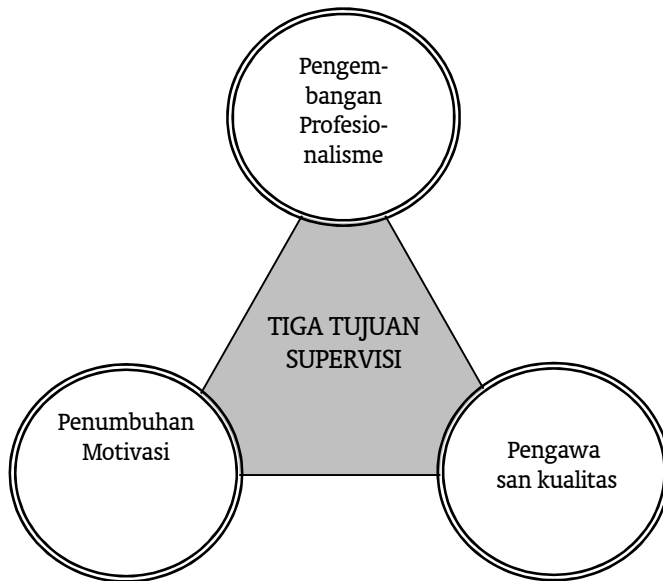 Pengem-
bangan
Profesio-
nalisme
TIGA TUJUAN
SUPERVISI
Penumbuhan
Motivasi
Pengawa
san kualitas